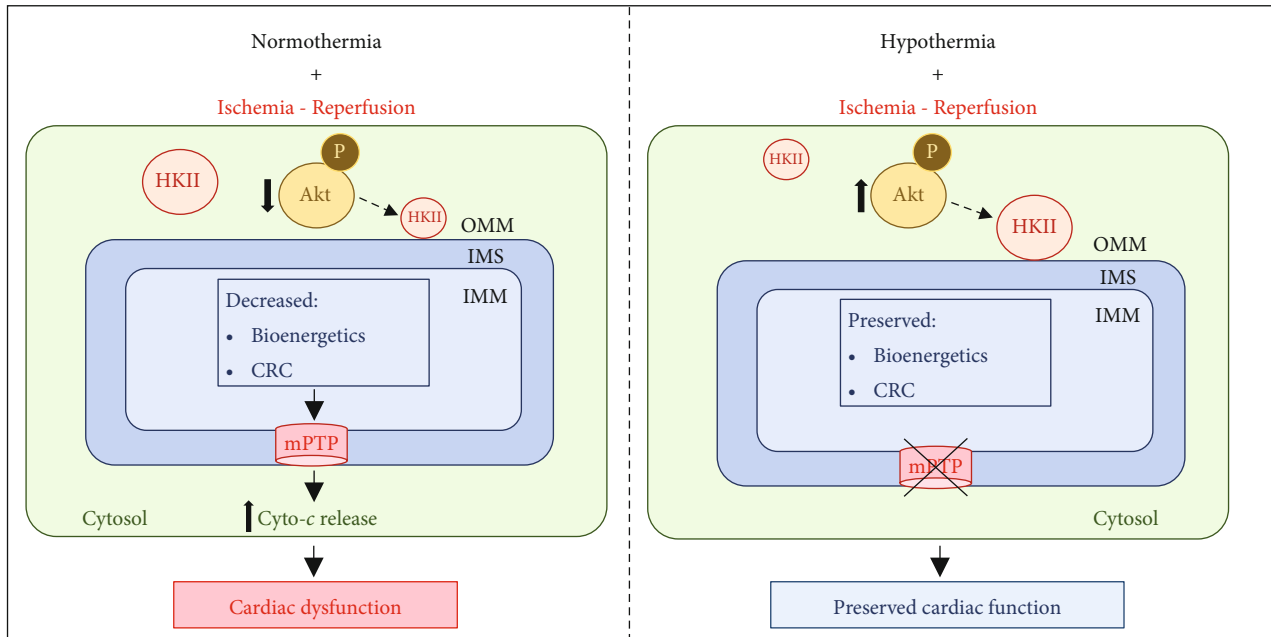 Normothermia
+
Ischemia - Reperfusion
P
HKII
Akt
HKII
OMM
IMS
IMM
Decreased:
• Bioenergetics
• CRC
mPTP
Cytosol
Cyto-c release
Cardiac dysfunction
Hypothermia
+
Ischemia - Reperfusion
HKII
P
Akt
HKII
OMM
IMS
IMM
Preserved:
• Bioenergetics
• CRC
mPTP
Cytosol
Preserved cardiac function